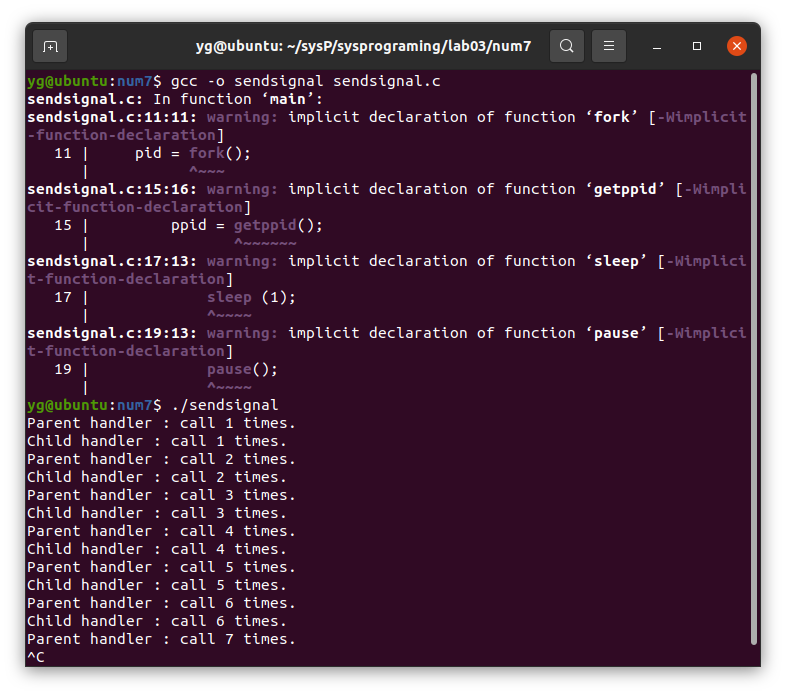 yg@ubuntu: ~/sysP/sysprograming/lab03/num7
yg@ubuntu:num7$ gcc -o sendsignal sendsignal.c
sendsignal.c: In function ‘main’:
sendsignal.c:11:11: warning: implicit declaration of function ‘fork’ [-Wimplicit
-function-declaration]
   11 |     pid = fork();
      |           ^~~~
sendsignal.c:15:16: warning: implicit declaration of function ‘getppid’ [-Wimpli
cit-function-declaration]
   15 |         ppid = getppid();
      |                ^~~~~~~
sendsignal.c:17:13: warning: implicit declaration of function ‘sleep’ [-Wimplici
t-function-declaration]
   17 |             sleep (1);
      |             ^~~~~
sendsignal.c:19:13: warning: implicit declaration of function ‘pause’ [-Wimplici
t-function-declaration]
   19 |             pause();
      |             ^~~~~
yg@ubuntu:num7$ ./sendsignal
Parent handler : call 1 times.
Child handler : call 1 times.
Parent handler : call 2 times.
Child handler : call 2 times.
Parent handler : call 3 times.
Child handler : call 3 times.
Parent handler : call 4 times.
Child handler : call 4 times.
Parent handler : call 5 times.
Child handler : call 5 times.
Parent handler : call 6 times.
Child handler : call 6 times.
Parent handler : call 7 times.
^C